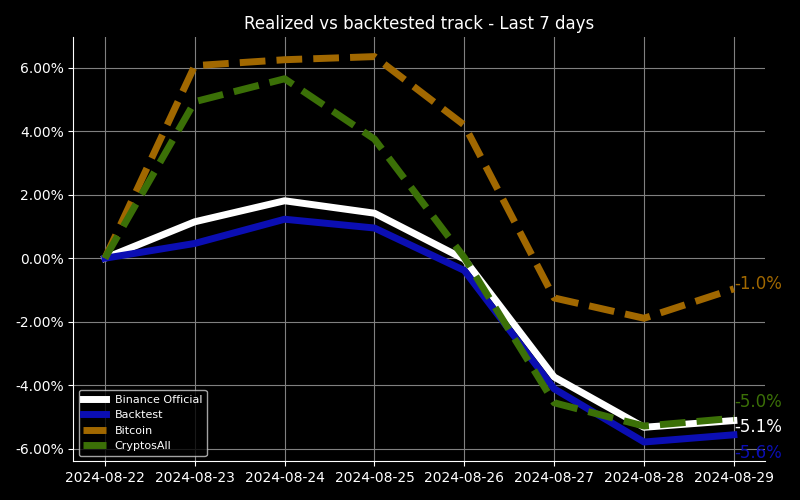 Realized vs backtested track - Last 7 days
6.00%
4.00%
2.00%
0.00%
-2.00%
-4.00%
-6.00%
-1.0%
-5.0%
-5.1%
-5.6%
Binance Official
Backtest
Bitcoin
CryptosAll
2024-08-22 2024-08-23 2024-08-24 2024-08-25 2024-08-26 2024-08-27 2024-08-28 2024-08-29